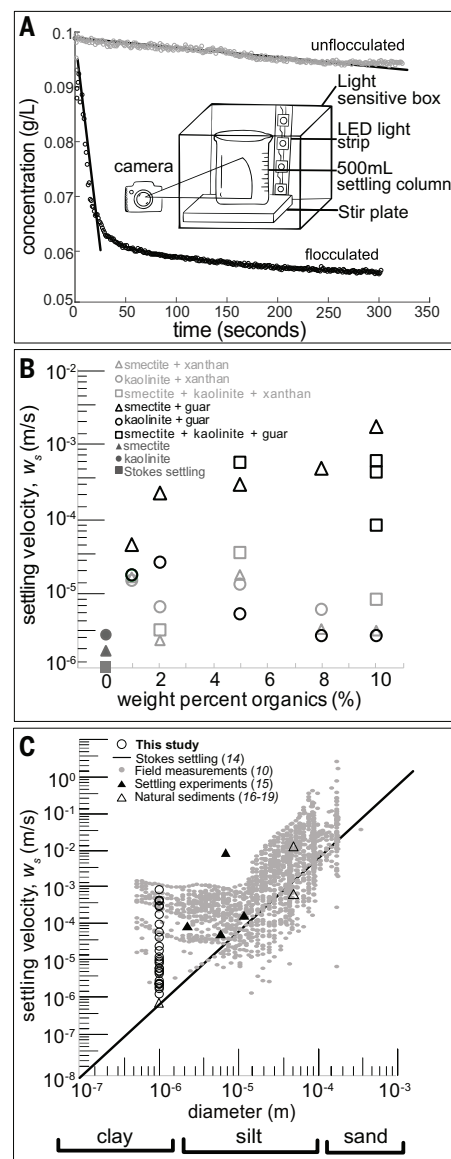 A
0.1
0.09
0.08
0.07
0.06
0.05
concentration (g/L)
unflocculated
Light
sensitive box
LED light
strip
500mL
settling column
Stir plate
camera
flocculated
0 50 100 150 200 250 300 350
time (seconds)
B
10⁻²
10⁻³
10⁻⁴
10⁻⁵
10⁻⁶
settling velocity, wₛ (m/s)
smectite + xanthan
kaolinite + xanthan
smectite + kaolinite + xanthan
smectite + guar
kaolinite + guar
smectite + kaolinite + guar
smectite
kaolinite
Stokes settling
0 2 4 6 8 10
weight percent organics (%)
C
This study
Stokes settling (14)
Field measurements (10)
Settling experiments (15)
Natural sediments (16-19)
10⁰
10⁻¹
10⁻²
10⁻³
10⁻⁴
10⁻⁵
10⁻⁶
10⁻⁷
10⁻⁸
settling velocity, wₛ (m/s)
10⁻⁷ 10⁻⁶ 10⁻⁵ 10⁻⁴ 10⁻³
diameter (m)
clay silt sand